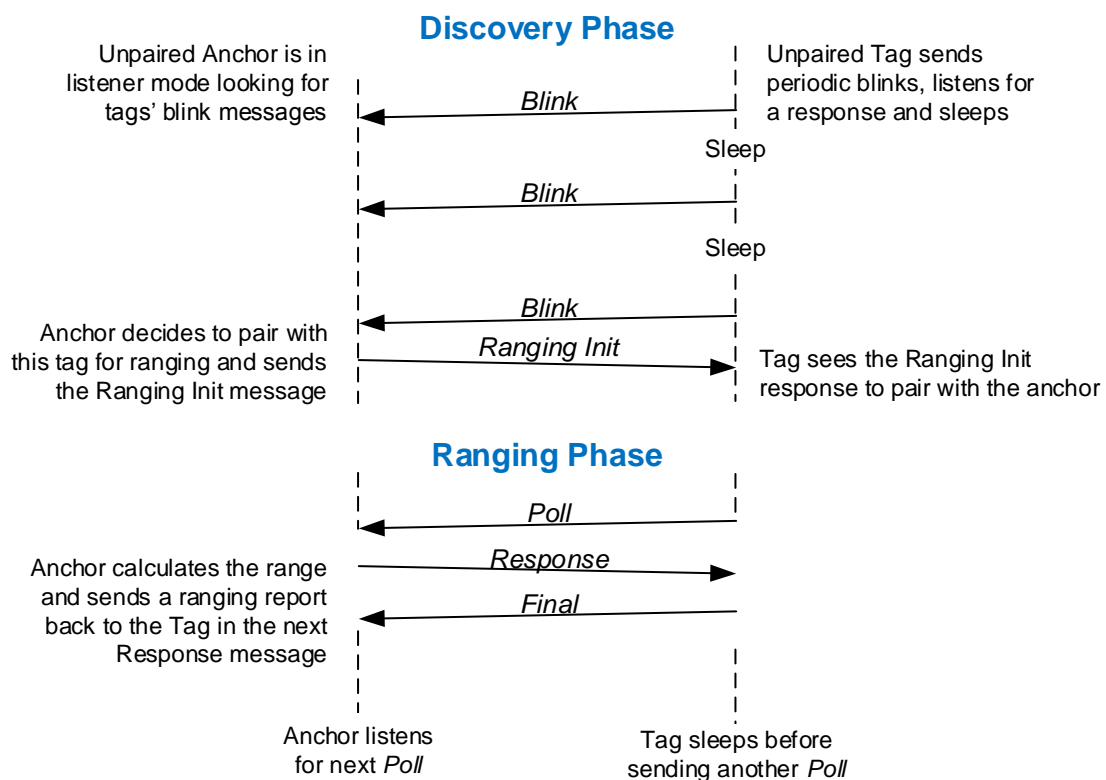 Discovery Phase
Unpaired Anchor is in
listener mode looking for
tags’ blink messages
Unpaired Tag sends
periodic blinks, listens for
a response and sleeps
Blink
Sleep
Blink
Sleep
Blink
Anchor decides to pair with
this tag for ranging and sends
the Ranging Init message
Ranging Init
Tag sees the Ranging Init
response to pair with the anchor
Ranging Phase
Poll
Response
Anchor calculates the range
and sends a ranging report
back to the Tag in the next
Response message
Final
Anchor listens
for next Poll
Tag sleeps before
sending another Poll